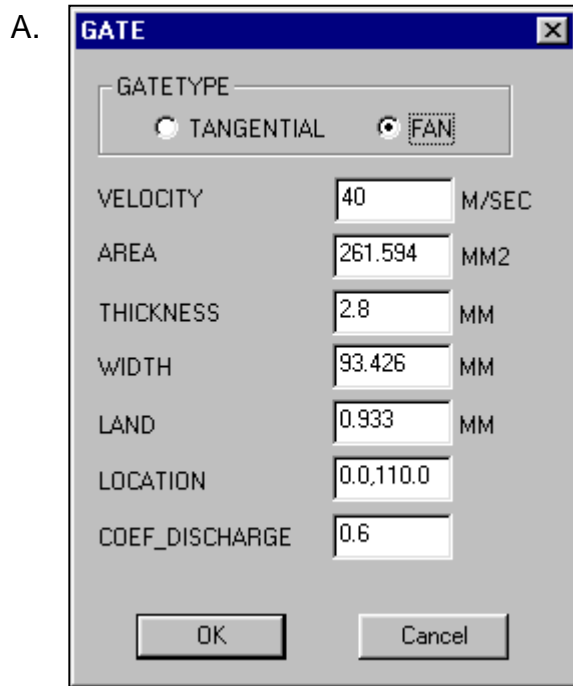 A.
GATE
GATETYPE
TANGENTIAL FAN
VELOCITY 40 M/SEC
AREA 261.594 MM2
THICKNESS 2.8 MM
WIDTH 93.426 MM
LAND 0.933 MM
LOCATION 0.0,110.0
COEF_DISCHARGE 0.6
OK Cancel